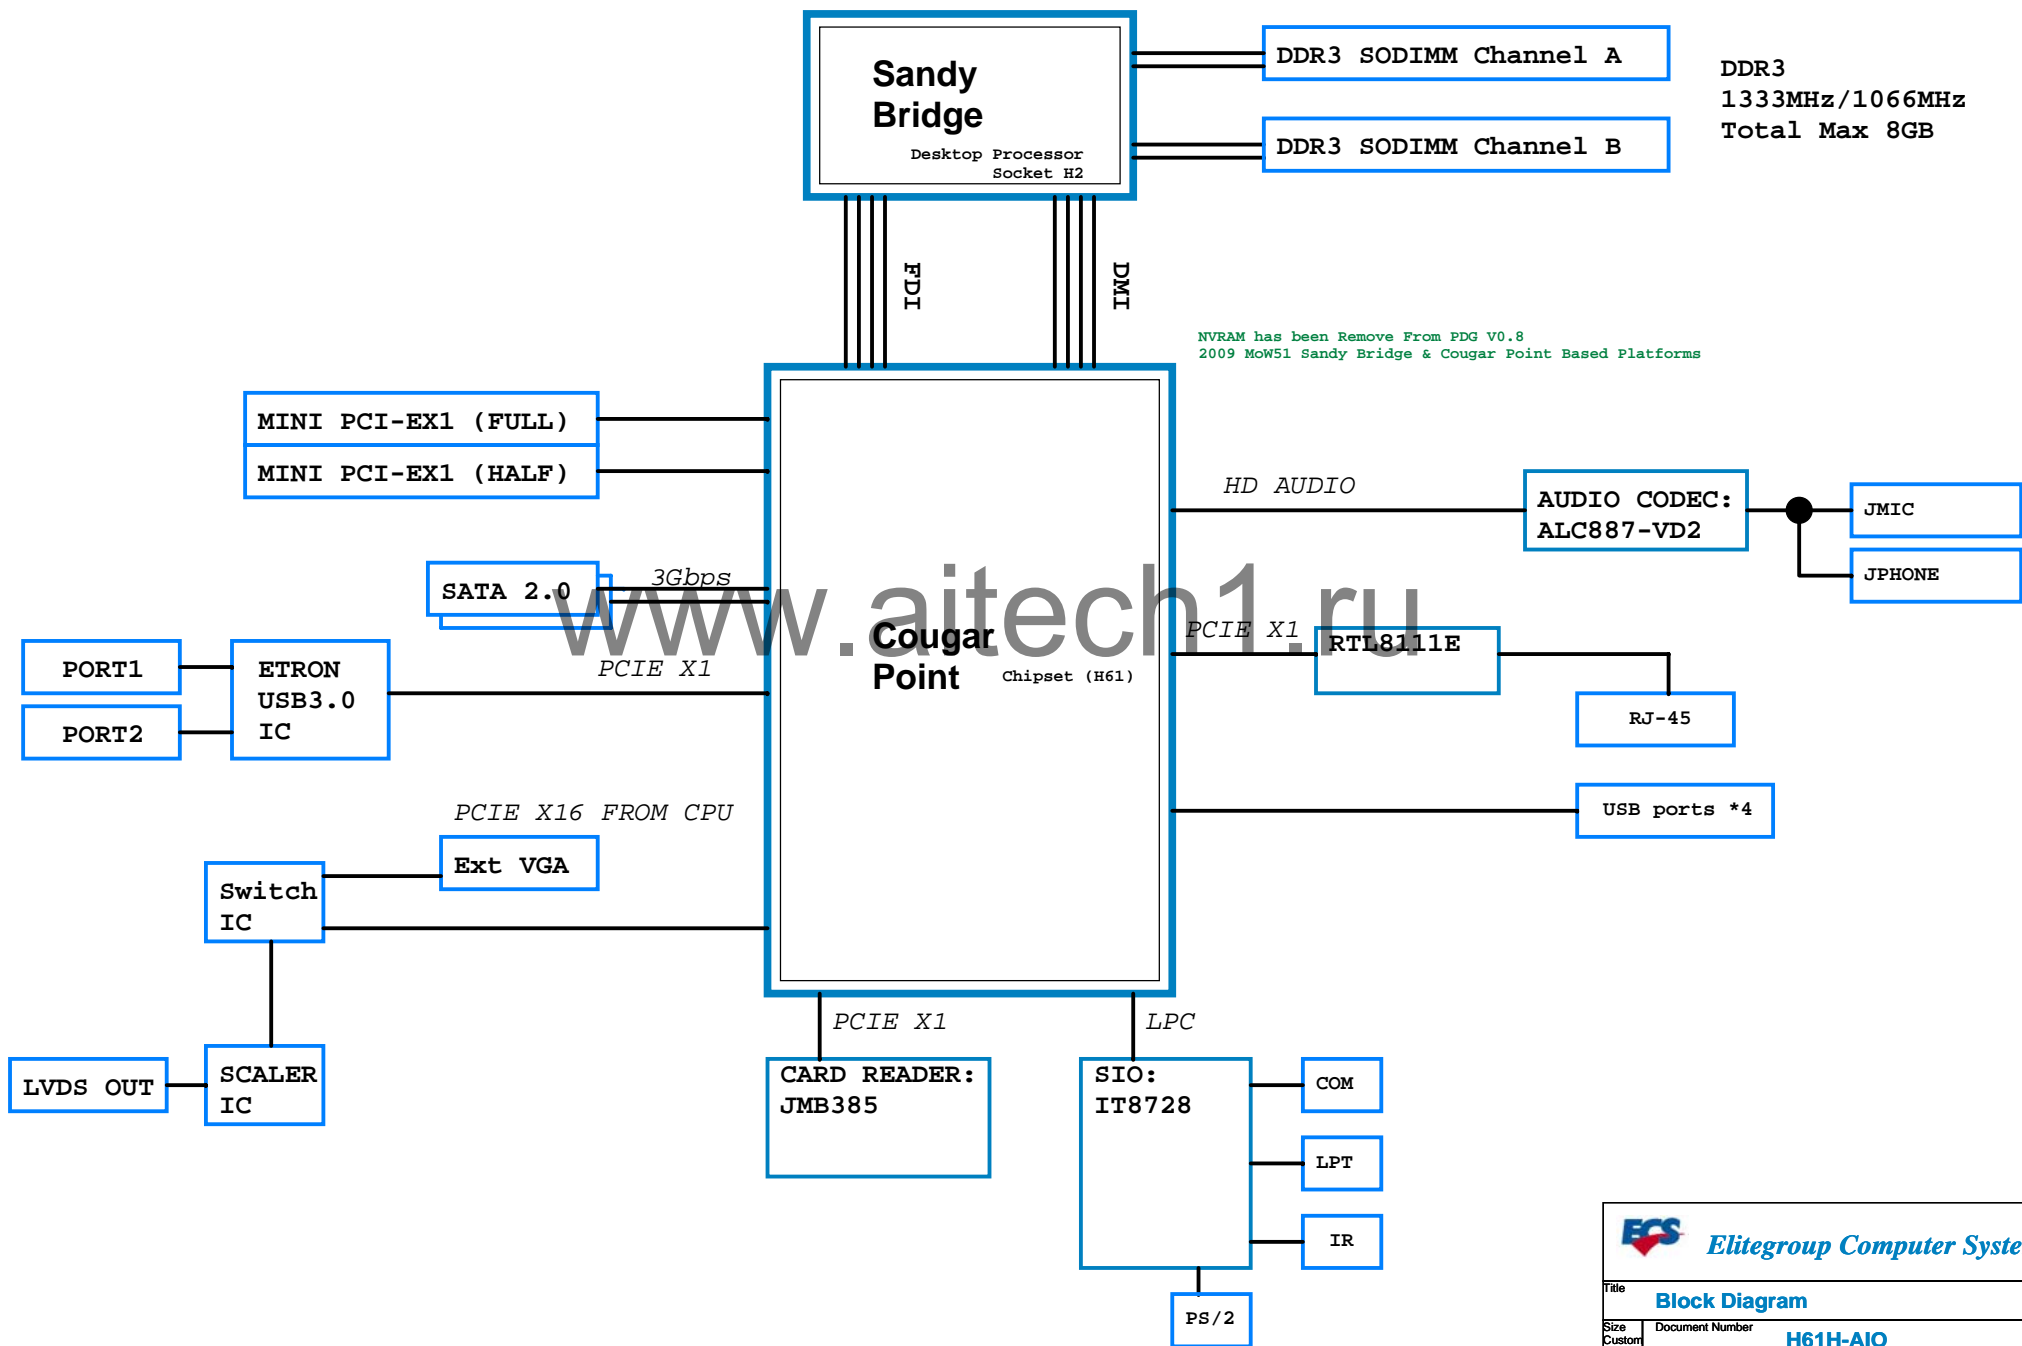 Sandy
Bridge
Desktop Processor
Socket H2
DDR3 SODIMM Channel A
DDR3 SODIMM Channel B
DDR3
1333MHz/1066MHz
Total Max 8GB
FDI
DMI
NVRAM has been Remove From PDG V0.8
2009 MoW51 Sandy Bridge & Cougar Point Based Platforms
MINI PCI-EX1 (FULL)
MINI PCI-EX1 (HALF)
HD AUDIO
AUDIO CODEC:
ALC887-VD2
JMIC
JPHONE
SATA 2.0
3Gbps
www.aitech1.ru
Cougar
Point
Chipset (H61)
PCIE X1
RTL8111E
RJ-45
PORT1
PORT2
ETRON
USB3.0
IC
PCIE X1
USB ports *4
PCIE X16 FROM CPU
Ext VGA
Switch
IC
SCALER
IC
LVDS OUT
PCIE X1
CARD READER:
JMB385
LPC
SIO:
IT8728
COM
LPT
IR
PS/2
ECS
Elitegroup Computer Syste
Title
Block Diagram
Size
Custom
Document Number
H61H-AIO